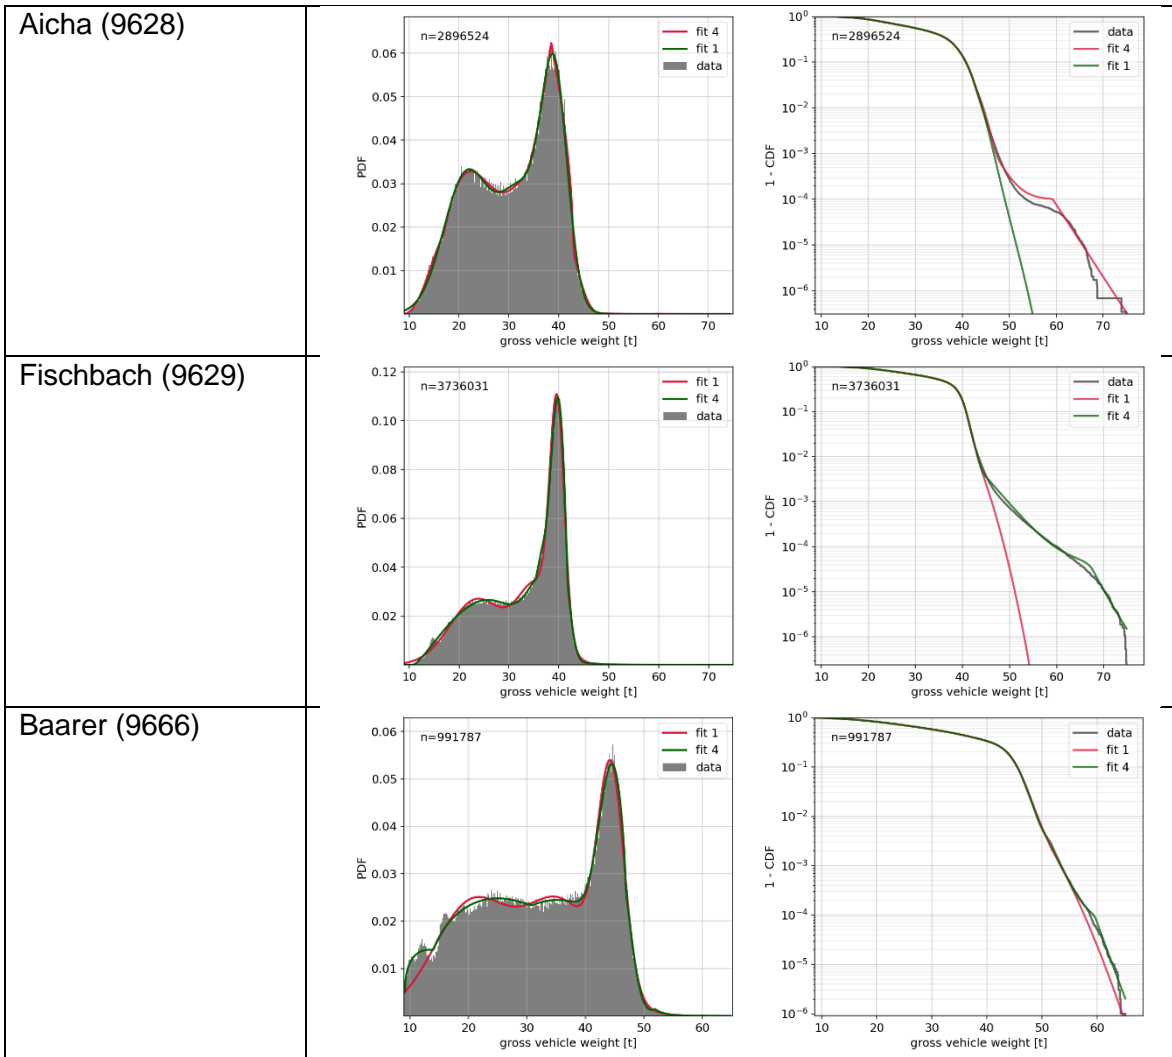 Aicha (9628)
n=2896524
fit 4
fit 1
data
PDF
0.06
0.05
0.04
0.03
0.02
0.01
10 20 30 40 50 60 70
gross vehicle weight [t]
n=2896524
data
fit 4
fit 1
1 - CDF
10^0
10^-1
10^-2
10^-3
10^-4
10^-5
10^-6
10 20 30 40 50 60 70
gross vehicle weight [t]
Fischbach (9629)
n=3736031
fit 1
fit 4
data
PDF
0.12
0.10
0.08
0.06
0.04
0.02
10 20 30 40 50 60 70
gross vehicle weight [t]
n=3736031
data
fit 1
fit 4
1 - CDF
10^0
10^-1
10^-2
10^-3
10^-4
10^-5
10^-6
10 20 30 40 50 60 70
gross vehicle weight [t]
Baarer (9666)
n=991787
fit 1
fit 4
data
PDF
0.06
0.05
0.04
0.03
0.02
0.01
10 20 30 40 50 60
gross vehicle weight [t]
n=991787
data
fit 1
fit 4
1 - CDF
10^0
10^-1
10^-2
10^-3
10^-4
10^-5
10^-6
10 20 30 40 50 60
gross vehicle weight [t]